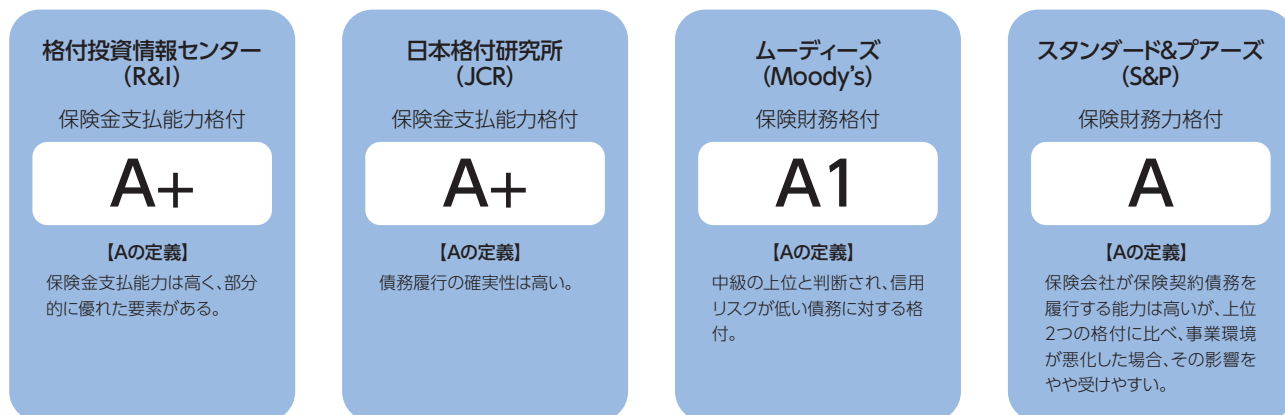 格付投資情報センター
(R&I)
保険金支払能力格付
A+
【Aの定義】
保険金支払能力は高く、部分
的に優れた要素がある。
日本格付研究所
(JCR)
保険金支払能力格付
A+
【Aの定義】
債務履行の確実性は高い。
ムーディーズ
(Moody's)
保険財務格付
A1
【Aの定義】
中級の上位と判断され、信用
リスクが低い債務に対する格
付。
スタンダード&プアーズ
(S&P)
保険財務力格付
A
【Aの定義】
保険会社が保険契約債務を
履行する能力は高いが、上位
2つの格付に比べ、事業環境
が悪化した場合、その影響を
やや受けやすい。